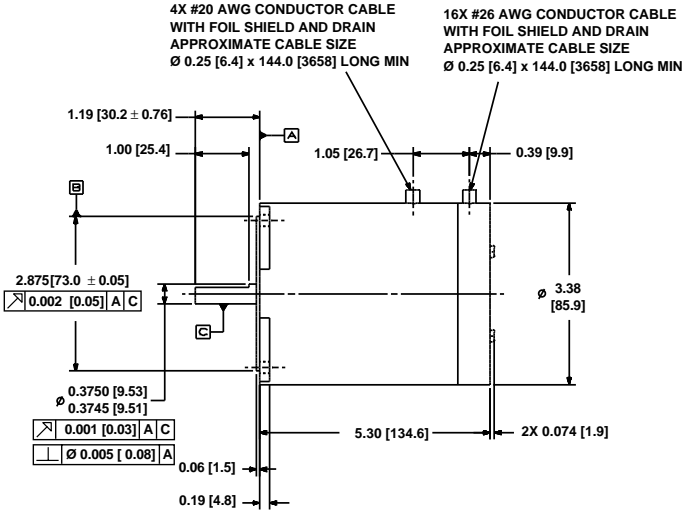 4X #20 AWG CONDUCTOR CABLE
WITH FOIL SHIELD AND DRAIN
APPROXIMATE CABLE SIZE
Ø 0.25 [6.4] x 144.0 [3658] LONG MIN
16X #26 AWG CONDUCTOR CABLE
WITH FOIL SHIELD AND DRAIN
APPROXIMATE CABLE SIZE
Ø 0.25 [6.4] x 144.0 [3658] LONG MIN
1.19 [30.2 ± 0.76]
A
1.00 [25.4]
1.05 [26.7]
0.39 [9.9]
B
2.875[73.0 ±0.05]
0.002 [0.05] A C
C
ø 3.38
[85.9]
ø 0.3750 [9.53]
0.3745 [9.51]
0.001 [0.03] A C
⊥ Ø 0.005 [ 0.08] A
5.30 [134.6]
2X 0.074 [1.9]
0.06 [1.5]
0.19 [4.8]